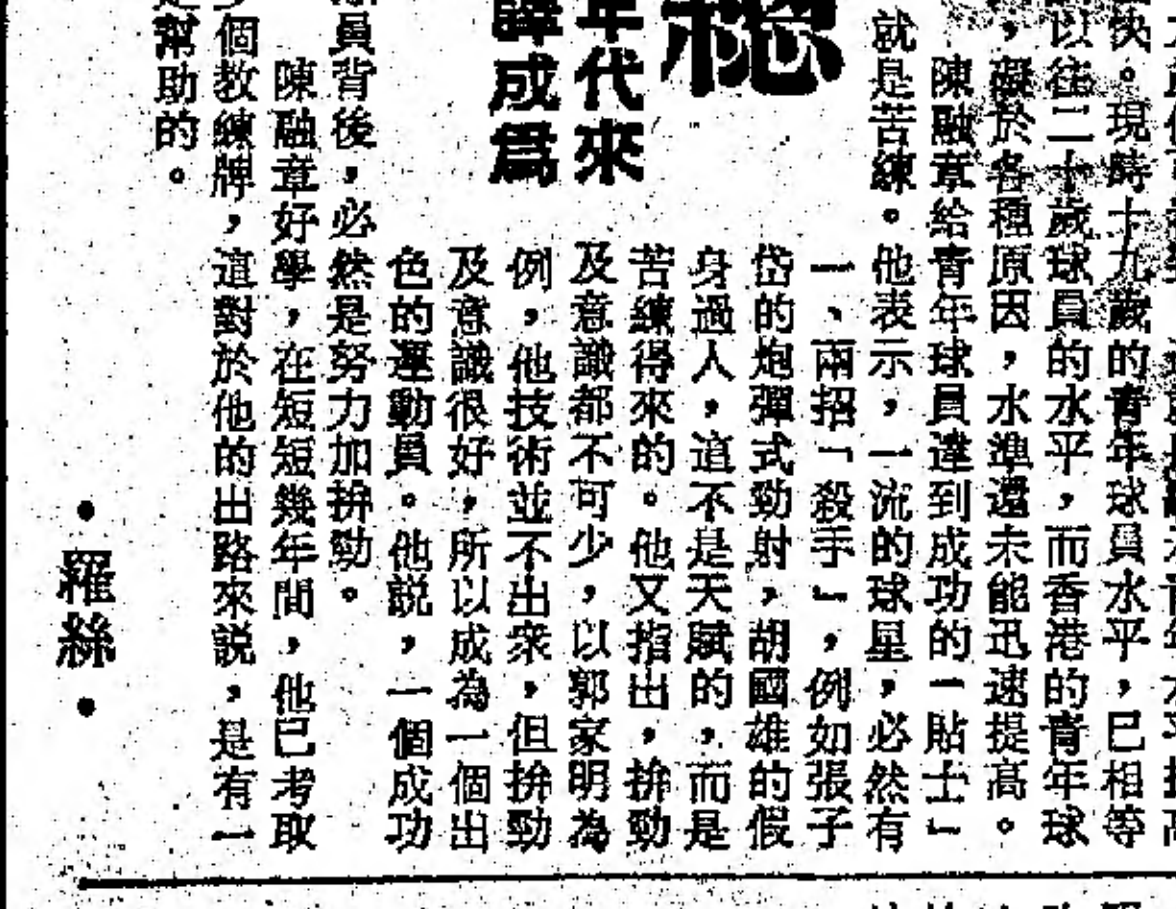 快。現時十九歲的青年球員水平，已相等
以往二十歲球員的水平，而香港的青年球
，礙於各種原因，水準還未能迅速提高。
陳融章給青年球員達到成功的「貼士」
就是苦練。他表示，一流的球星，必然有
一、兩招「殺手」，例如張子
岱的炮彈式勁射，胡國雄的假
身過人，這不是天賦的，而是
苦練得來的。他又指出，拚勁
及意識都不可少，以郭家明為
例，他技術並不出衆，但拚勁
及意識很好，所以成為一個出
色的運動員。他説，一個成功
員背後，必然是努力加拚勁。
陳融章好學，在短短幾年間，他已考取
個教練牌，這對於他的出路來説，是有一
幫助的。
總
年代來
譚成爲
•羅絲•